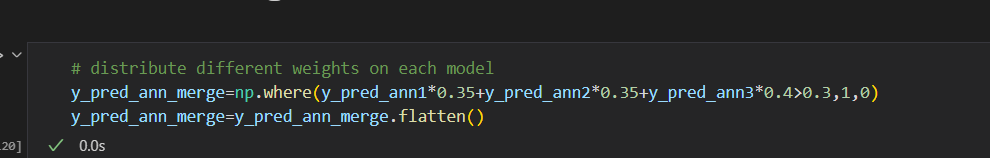 # distribute different weights on each model
y_pred_ann_merge=np.where(y_pred_ann1*0.35+y_pred_ann2*0.35+y_pred_ann3*0.4>0.3,1,0)
y_pred_ann_merge=y_pred_ann_merge.flatten()
20] 0.0s